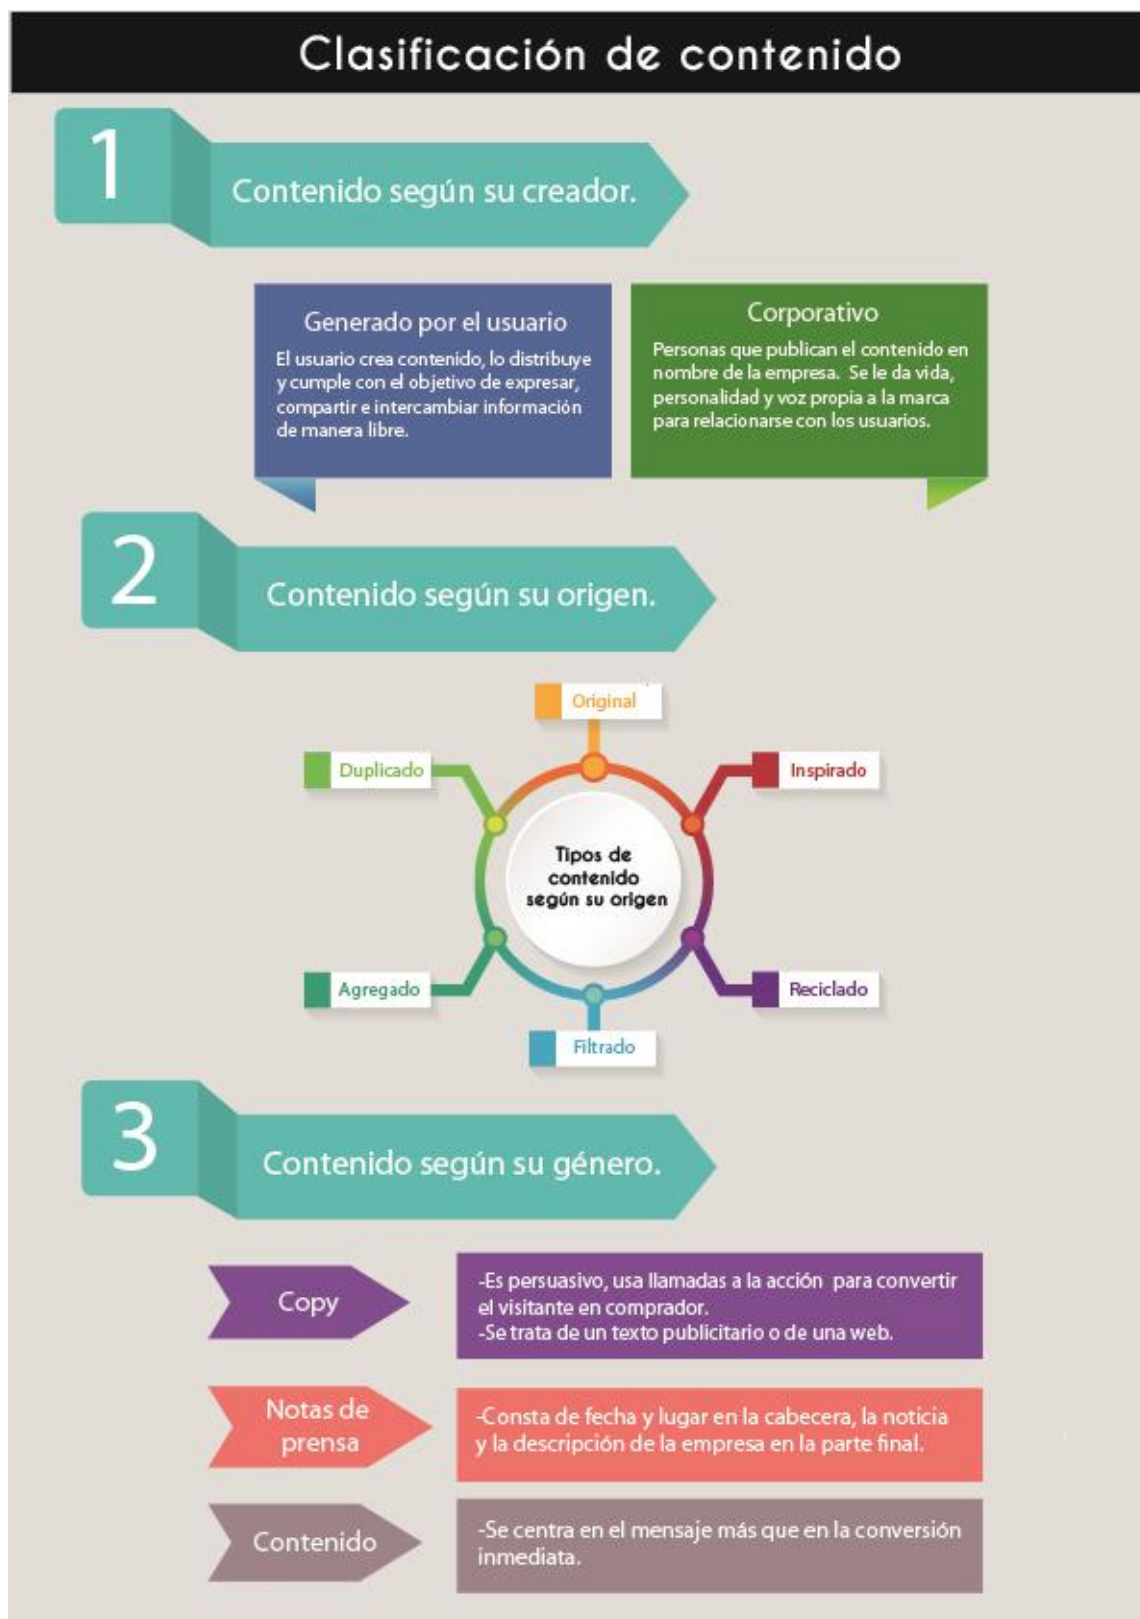 Clasificación de contenido
1
Contenido según su creador.
Generado por el usuario
El usuario crea contenido, lo distribuye
y cumple con el objetivo de expresar,
compartir e intercambiar información
de manera libre.
Corporativo
Personas que publican el contenido en
nombre de la empresa. Se le da vida,
personalidad y voz propia a la marca
para relacionarse con los usuarios.
2
Contenido según su origen.
Original
Duplicado
Inspirado
Tipos de
contenido
según su origen
Agregado
Reciclado
Filtrado
3
Contenido según su género.
Copy
-Es persuasivo, usa llamadas a la acción para convertir
el visitante en comprador.
-Se trata de un texto publicitario o de una web.
Notas de
prensa
-Consta de fecha y lugar en la cabecera, la noticia
y la descripción de la empresa en la parte final.
Contenido
-Se centra en el mensaje más que en la conversión
inmediata.